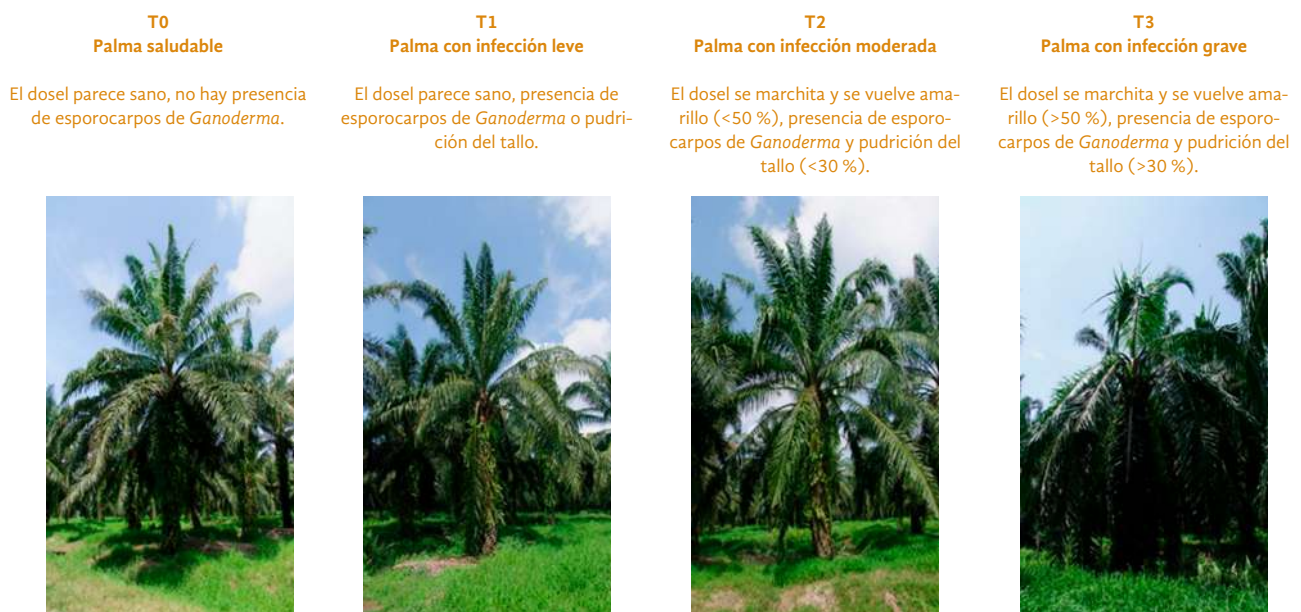 T0
Palma saludable
El dosel parece sano, no hay presencia
de esporocarpos de Ganoderma.
T1
Palma con infección leve
El dosel parece sano, presencia de
esporocarpos de Ganoderma o pudri-
ción del tallo.
T2
Palma con infección moderada
El dosel se marchita y se vuelve ama-
rillo (<50 %), presencia de esporo-
carpos de Ganoderma y pudrición del
tallo (<30 %).
T3
Palma con infección grave
El dosel se marchita y se vuelve ama-
rillo (>50 %), presencia de esporo-
carpos de Ganoderma y pudrición del
tallo (>30 %).